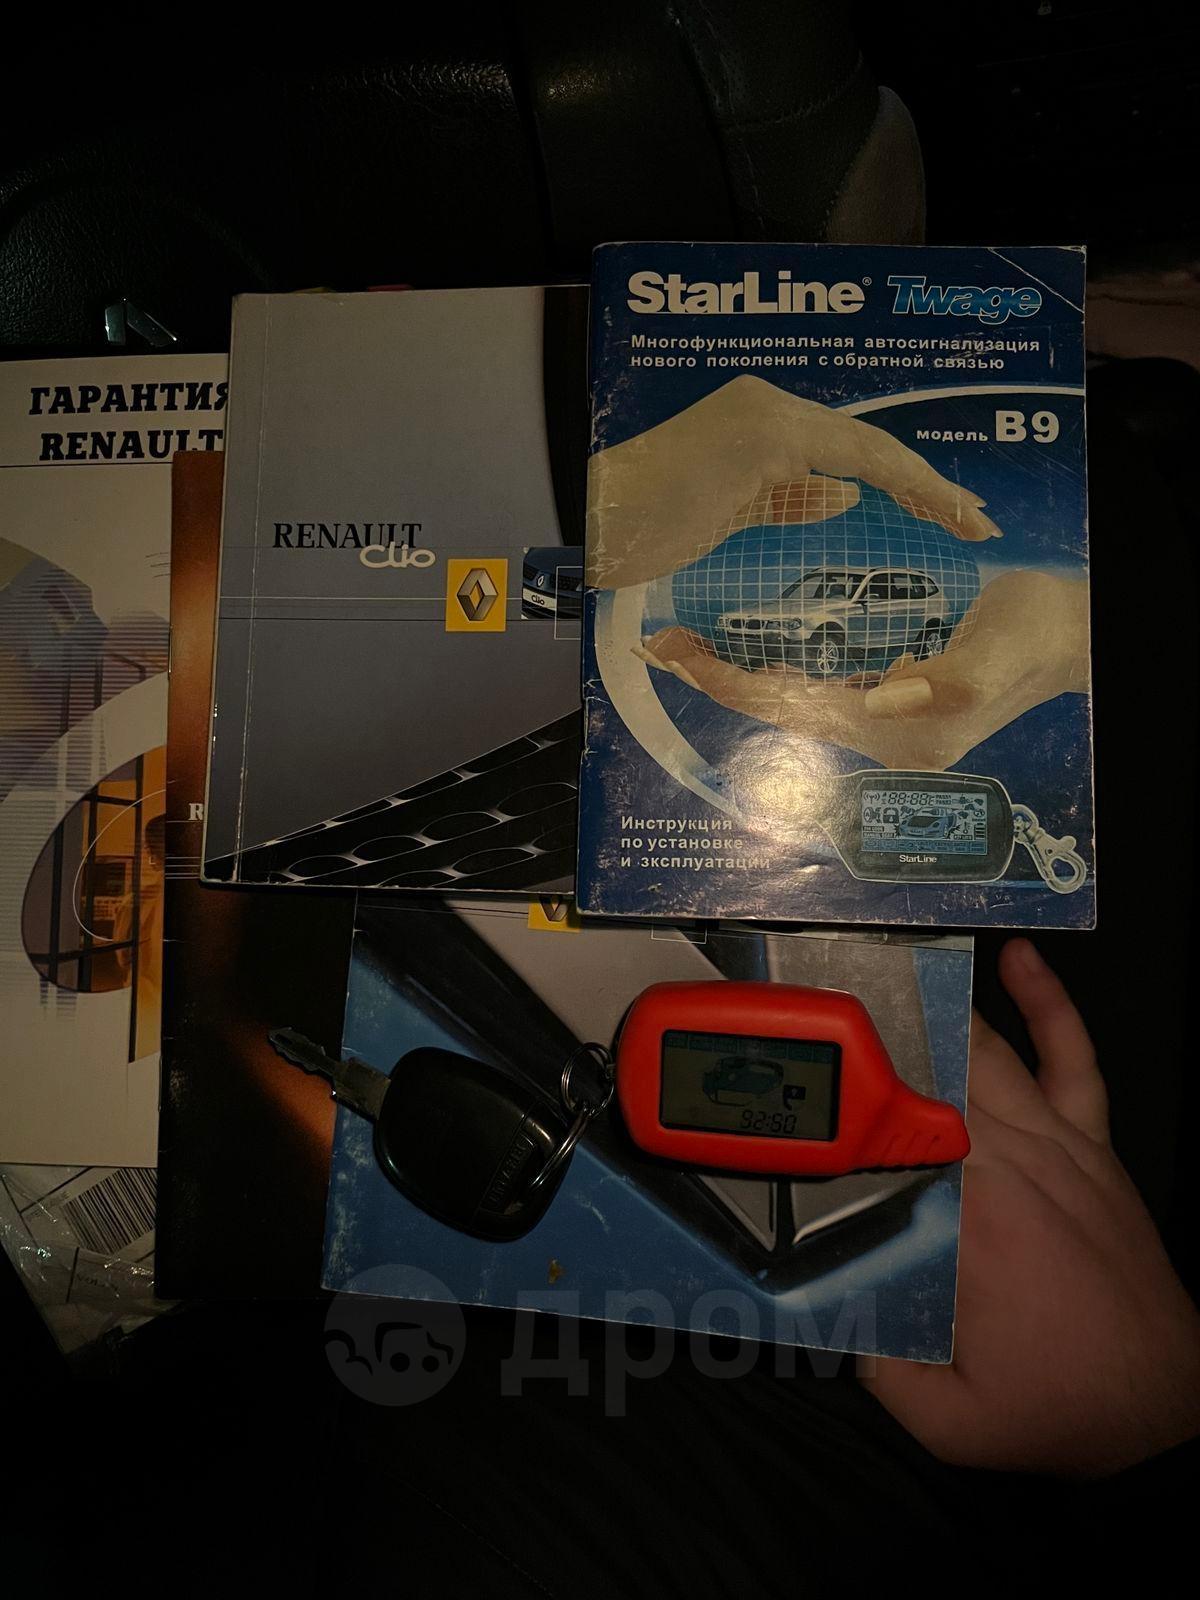 StarLine® Twage
Многофункциональная автосигнализация
нового поколения с обратной связью
модель B9
Инструкция
по установке
и эксплуатации
StarLine
ГАРАНТИЯ
RENAULT
RENAULT
Clio
Clio
R
дром